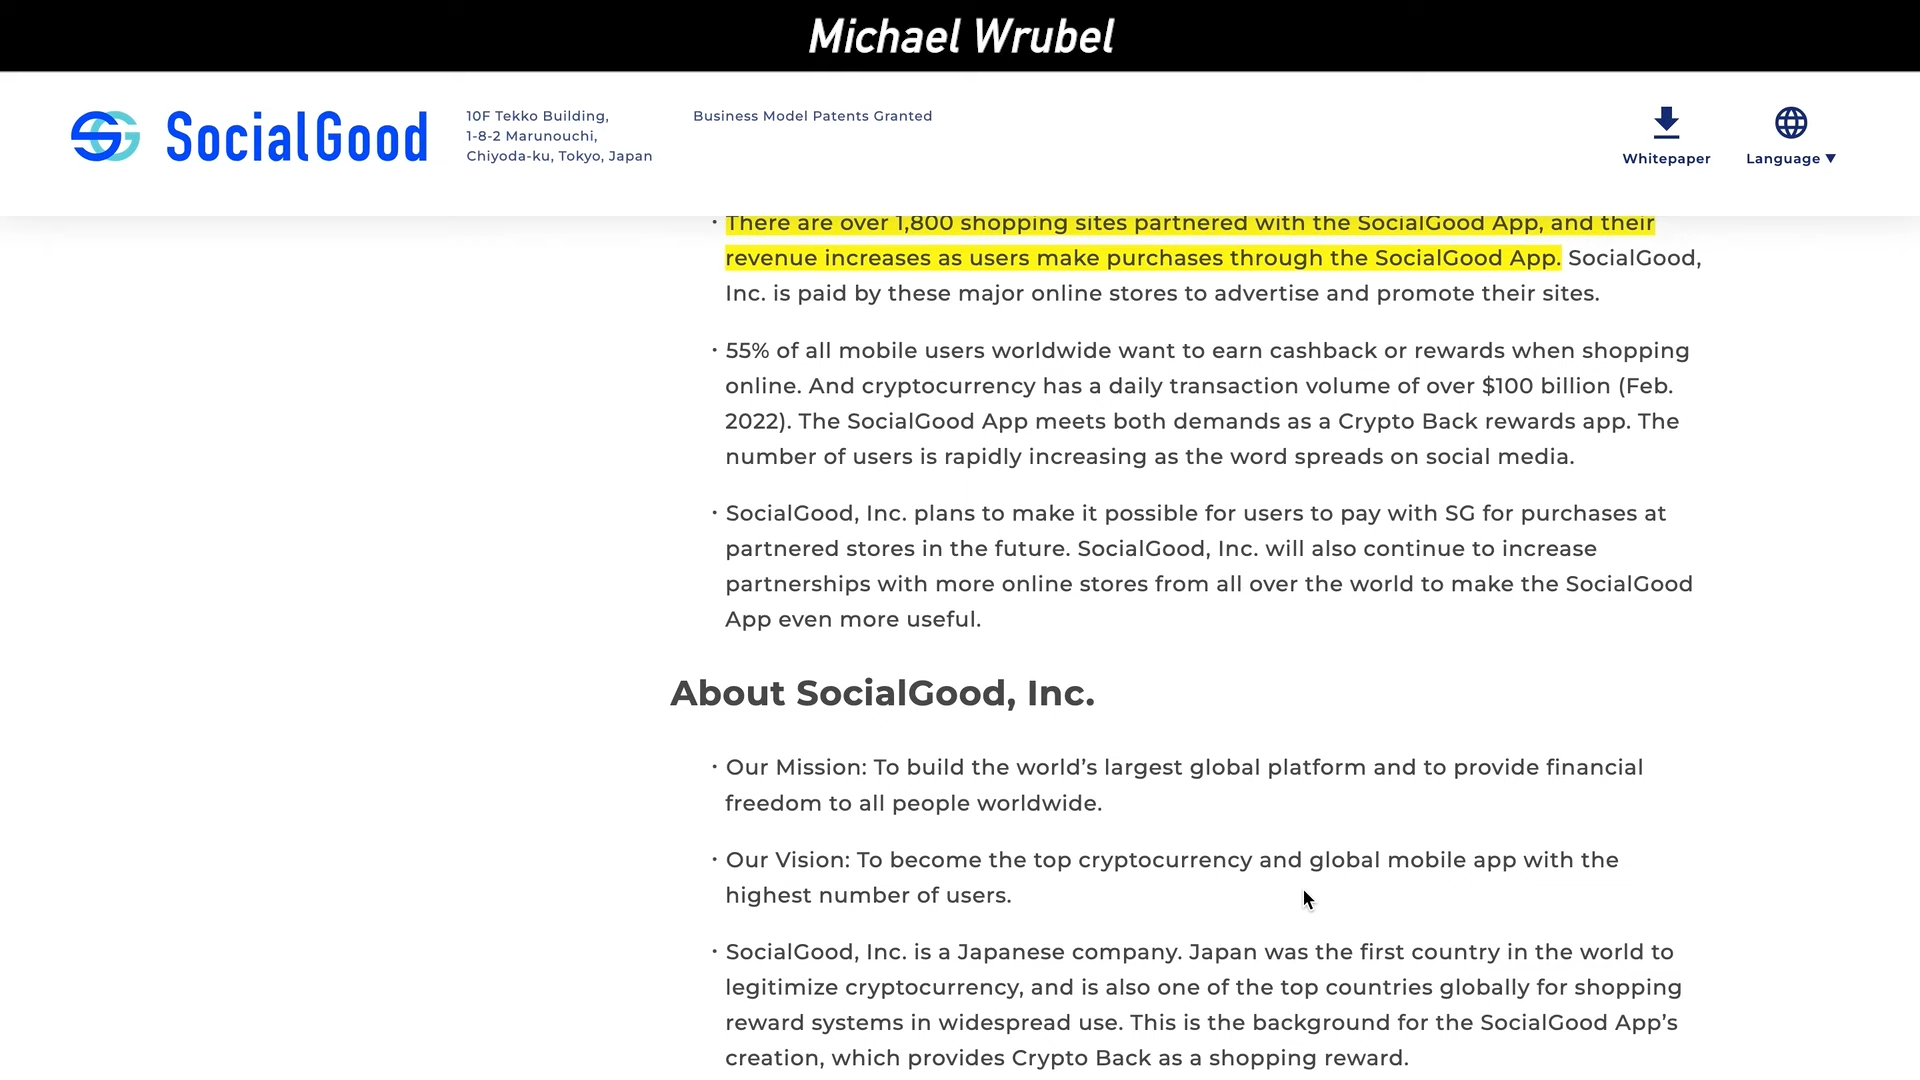 Michael Wrubel
SocialGood
10F Tekko Building,
1-8-2 Marunouchi,
Chiyoda-ku, Tokyo, Japan
Business Model Patents Granted
Whitepaper
Language ▼
· There are over 1,800 shopping sites partnered with the SocialGood App, and their
revenue increases as users make purchases through the SocialGood App. SocialGood,
Inc. is paid by these major online stores to advertise and promote their sites.
· 55% of all mobile users worldwide want to earn cashback or rewards when shopping
online. And cryptocurrency has a daily transaction volume of over $100 billion (Feb.
2022). The SocialGood App meets both demands as a Crypto Back rewards app. The
number of users is rapidly increasing as the word spreads on social media.
· SocialGood, Inc. plans to make it possible for users to pay with SG for purchases at
partnered stores in the future. SocialGood, Inc. will also continue to increase
partnerships with more online stores from all over the world to make the SocialGood
App even more useful.
About SocialGood, Inc.
· Our Mission: To build the world’s largest global platform and to provide financial
freedom to all people worldwide.
· Our Vision: To become the top cryptocurrency and global mobile app with the
highest number of users.
· SocialGood, Inc. is a Japanese company. Japan was the first country in the world to
legitimize cryptocurrency, and is also one of the top countries globally for shopping
reward systems in widespread use. This is the background for the SocialGood App’s
creation, which provides Crypto Back as a shopping reward.